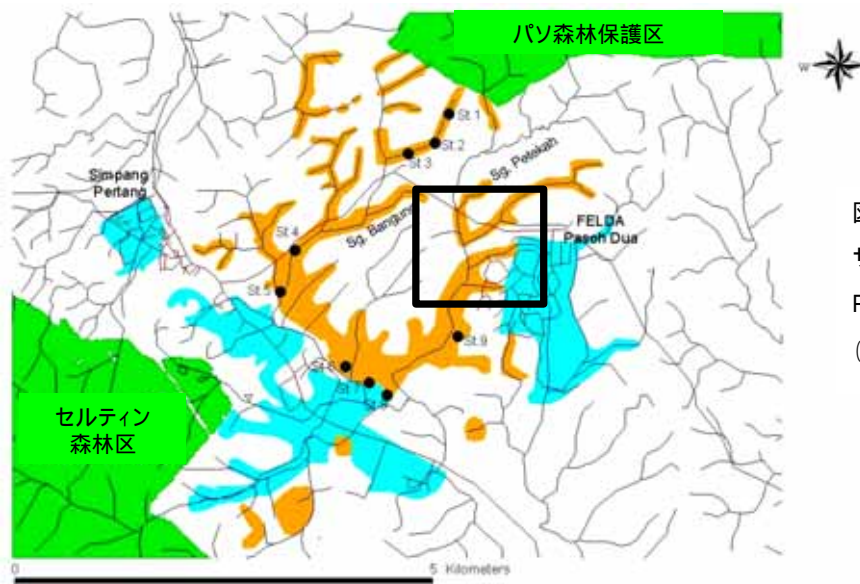 パソ森林保護区
W
St.1
St.2
St.3
Sg. Petekah
Simpang
Pertang
FELDA
Pasoh Dua
St.4
Sg. Bangun
St.5
St.9
St.6
セルティン
森林区
0
5 Kilometers